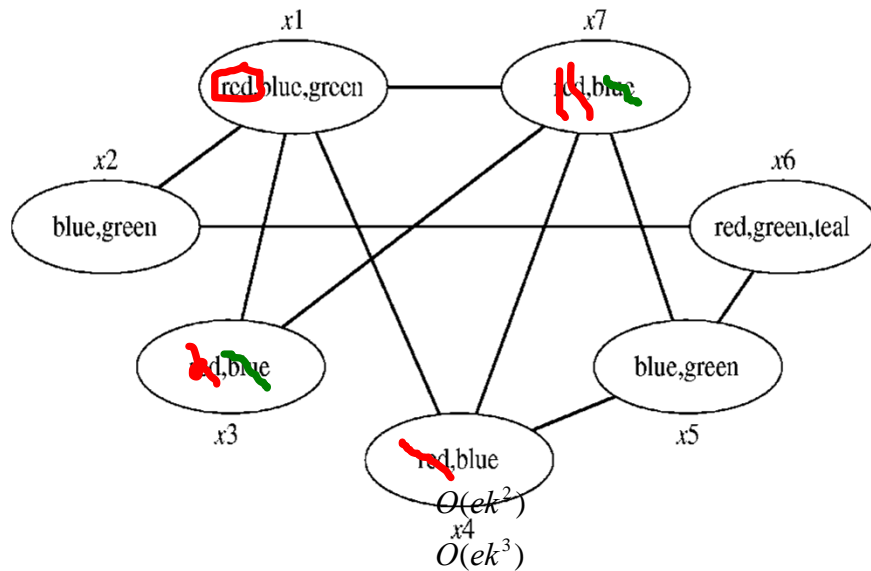 x1
x7
red,blue,green
red,blue
x2
x6
blue,green
red,green,teal
red,blue
blue,green
x3
x5
red,blue
O(ek²)
x4
O(ek³)